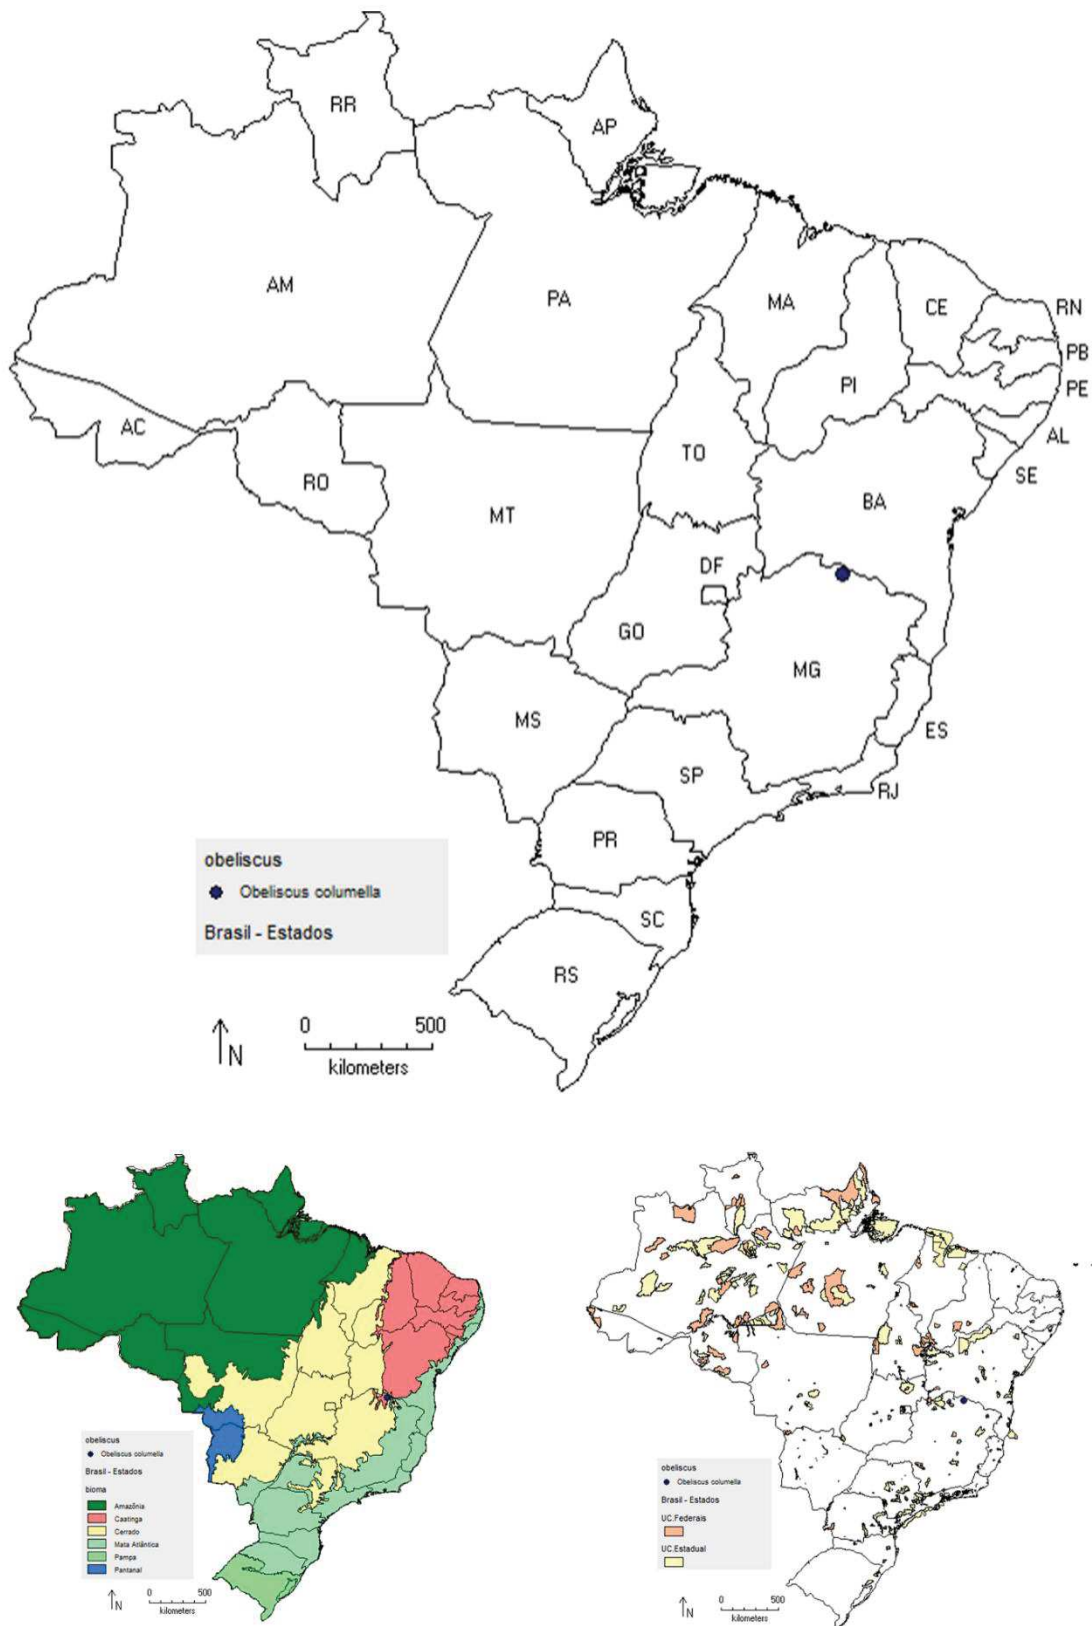 RR
AP
AM
PA
MA
CE
RN
PB
PI
PE
AC
AL
TO
SE
RO
BA
MT
DF
GO
MG
MS
ES
SP
RJ
PR
obeliscus
Obeliscus columella
SC
Brasil - Estados
RS
0 500
N
kilometers
obeliscus
Obeliscus columella
Brasil - Estados
bioma
Amazônia
Caatinga
Cerrado
Mata Atlântica
Pampa
Pantanal
0 500
N
kilometers
obeliscus
Obeliscus columella
Brasil - Estados
UC.Federais
UC.Estadual
0 500
N
kilometers